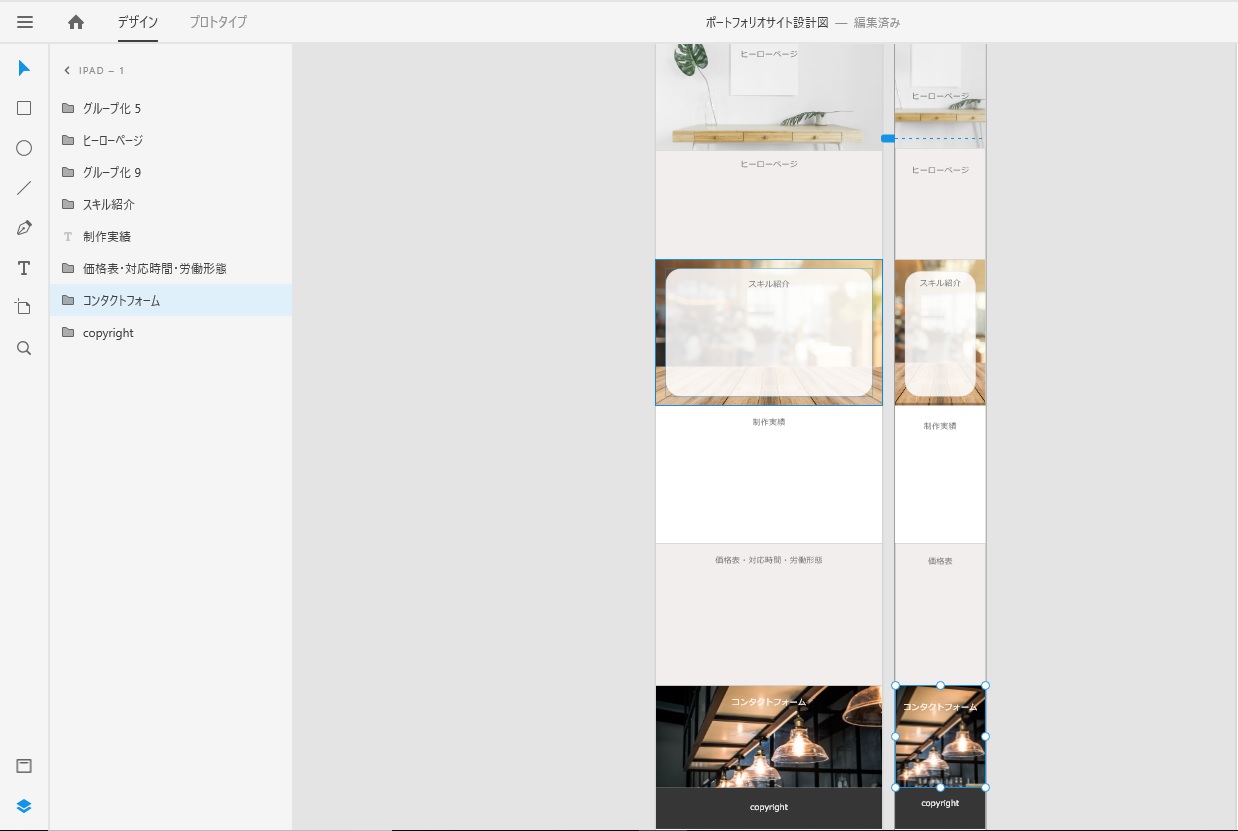 デザイン
プロトタイプ
ポートフォリオサイト設計図 — 編集済み
IPAD – 1
グループ化 5
ヒーローページ
グループ化 9
スキル紹介
T 制作実績
価格表・対応時間・労働形態
コンタクトフォーム
copyright
ヒーローページ
ヒーローページ
スキル紹介
制作実績
価格表・対応時間・労働形態
コンタクトフォーム
copyright
ヒーローページ
ヒーローページ
スキル紹介
制作実績
価格表
コンタクトフォーム
copyright